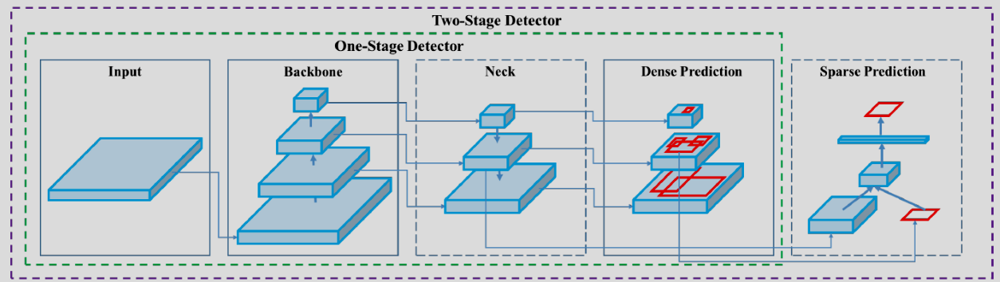 Two-Stage Detector
One-Stage Detector
Input
Backbone
Neck
Dense Prediction
Sparse Prediction